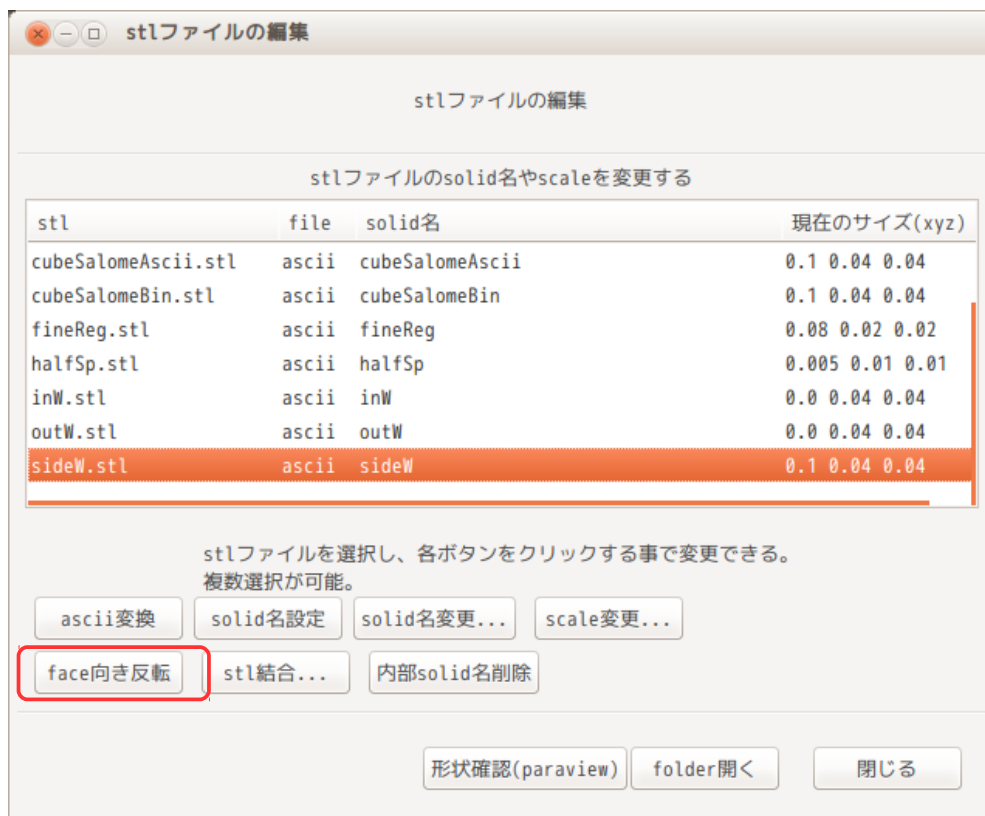 stlファイルの編集
stlファイルの編集
stlファイルのsolid名やscaleを変更する
stl file solid名 現在のサイズ(xyz)
cubeSalomeAscii.stl ascii cubeSalomeAscii 0.1 0.04 0.04
cubeSalomeBin.stl ascii cubeSalomeBin 0.1 0.04 0.04
fineReg.stl ascii fineReg 0.08 0.02 0.02
halfSp.stl ascii halfSp 0.005 0.01 0.01
inW.stl ascii inW 0.0 0.04 0.04
outW.stl ascii outW 0.0 0.04 0.04
sideW.stl ascii sideW 0.1 0.04 0.04
stlファイルを選択し、各ボタンをクリックする事で変更できる。
複数選択が可能。
ascii変換 solid名設定 solid名変更... scale変更...
face向き反転 stl結合... 内部solid名削除
形状確認(paraview) folder開く 閉じる